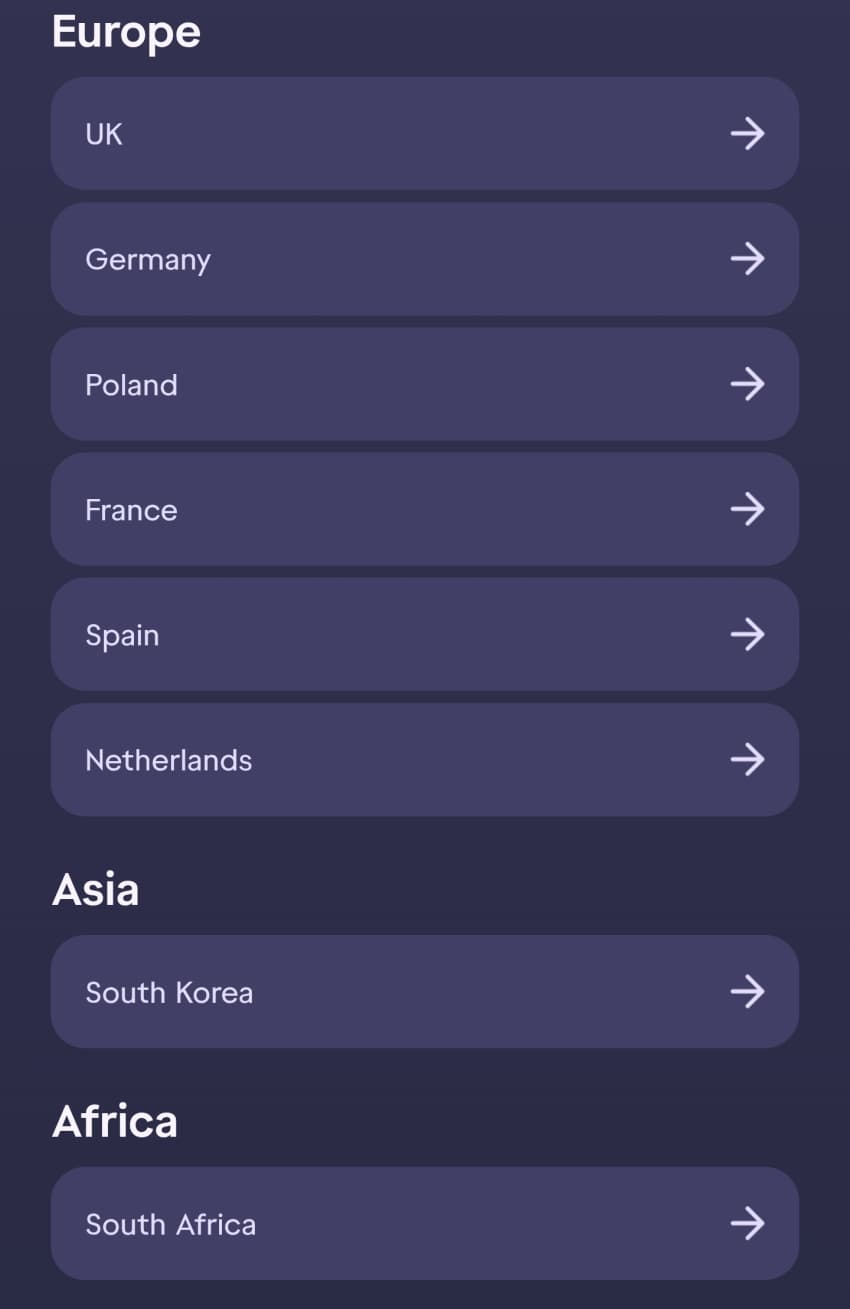 Europe
UK
Germany
Poland
France
Spain
Netherlands
Asia
South Korea
Africa
South Africa